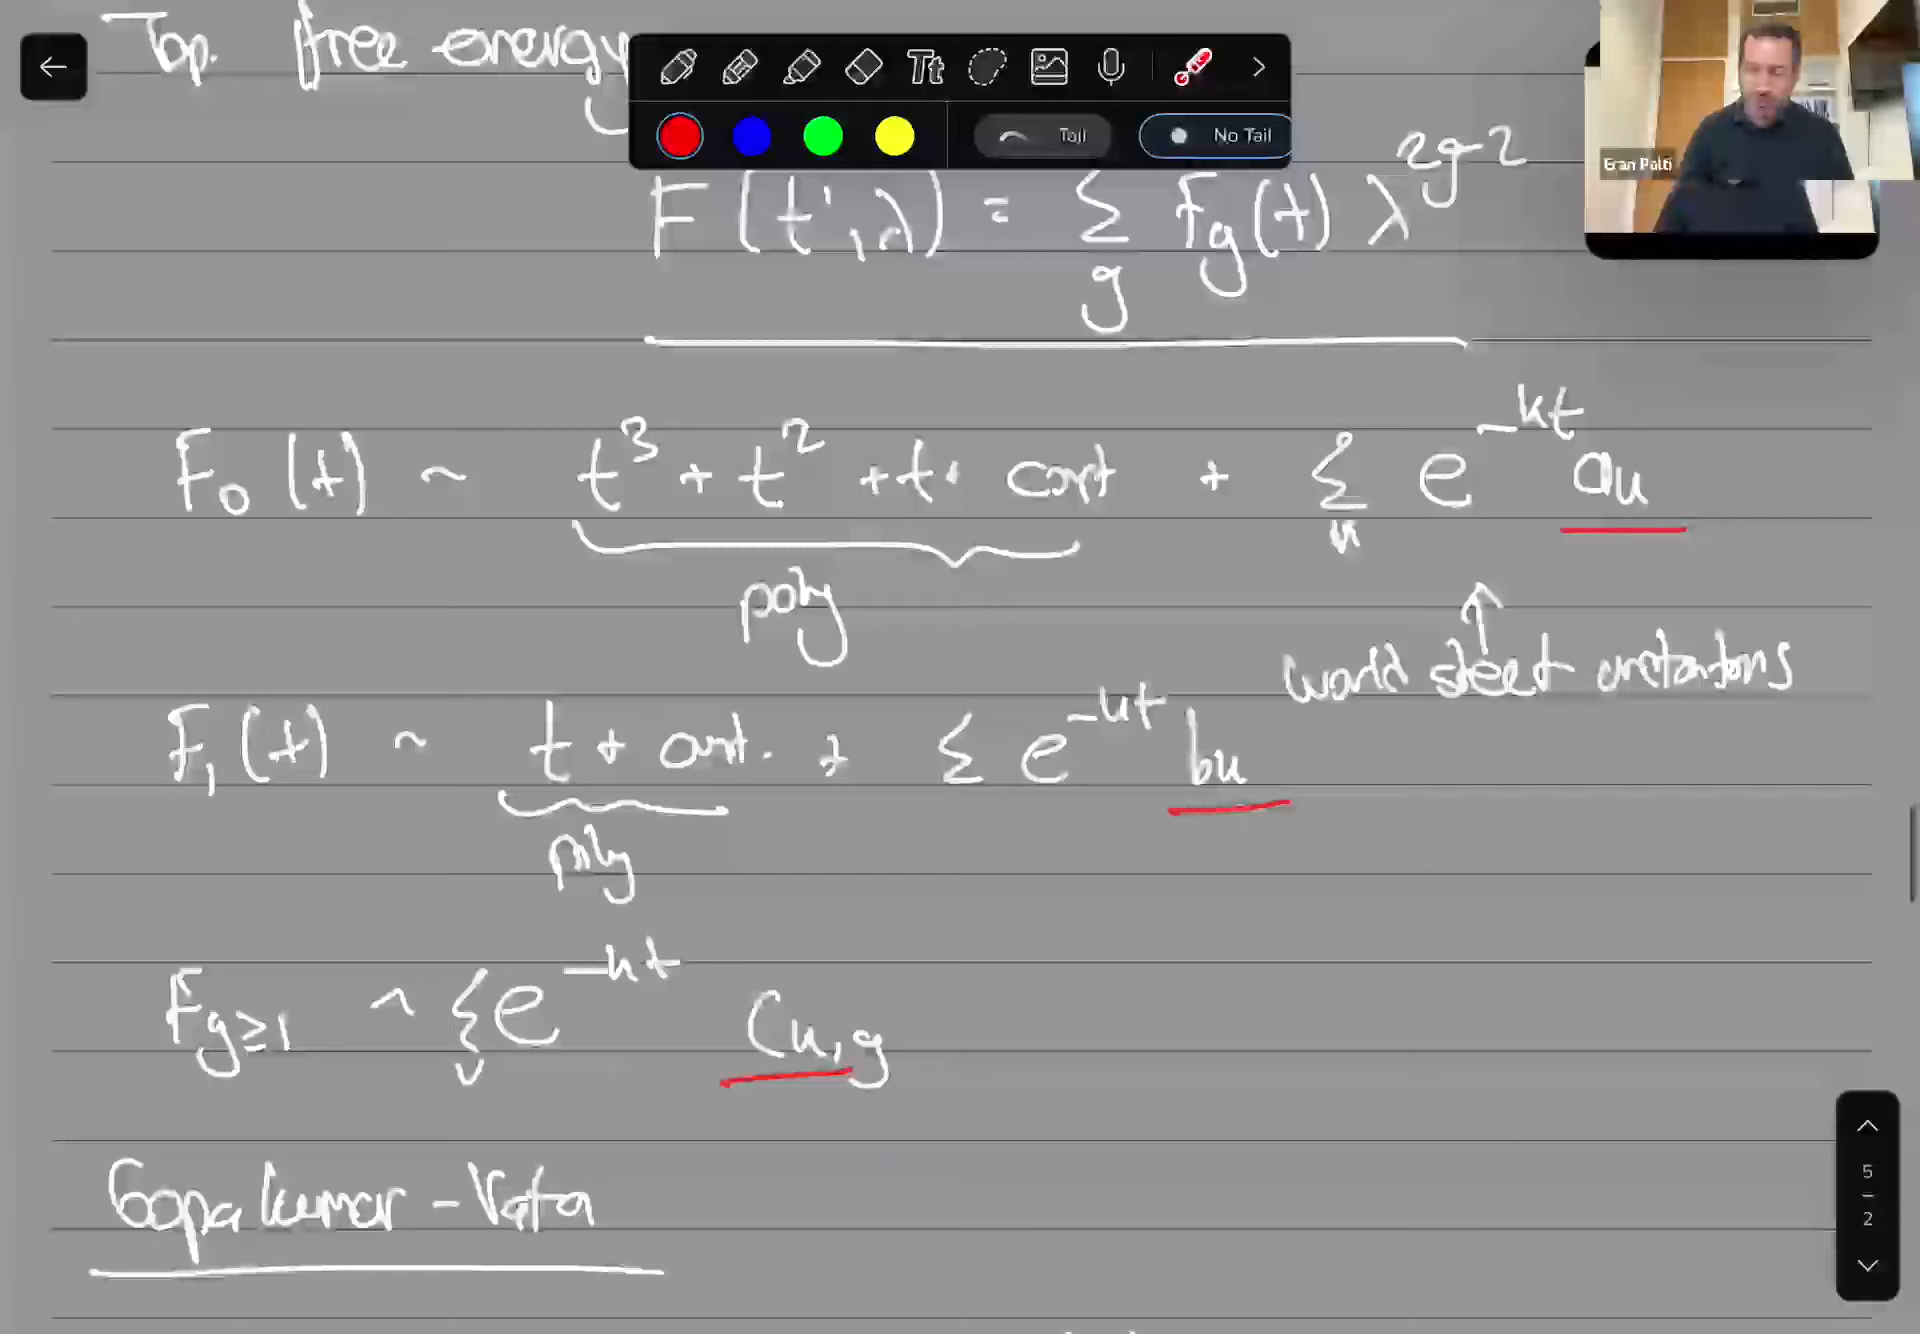 Top. free energy
Tt
Tail
No Tail
Eran Palti
F(t',λ) = Σ_g F_g(t) λ^{2g-2}
F_0(t) ~ t^3 + t^2 + t + const + Σ_k e^{-kt} a_k
poly
world sheet instantons
F_1(t) ~ t + const. + Σ e^{-kt} b_k
poly
F_{g≥1} ~ Σ e^{-kt} C_{k,g}
Gopakumar - Vafa
5
2